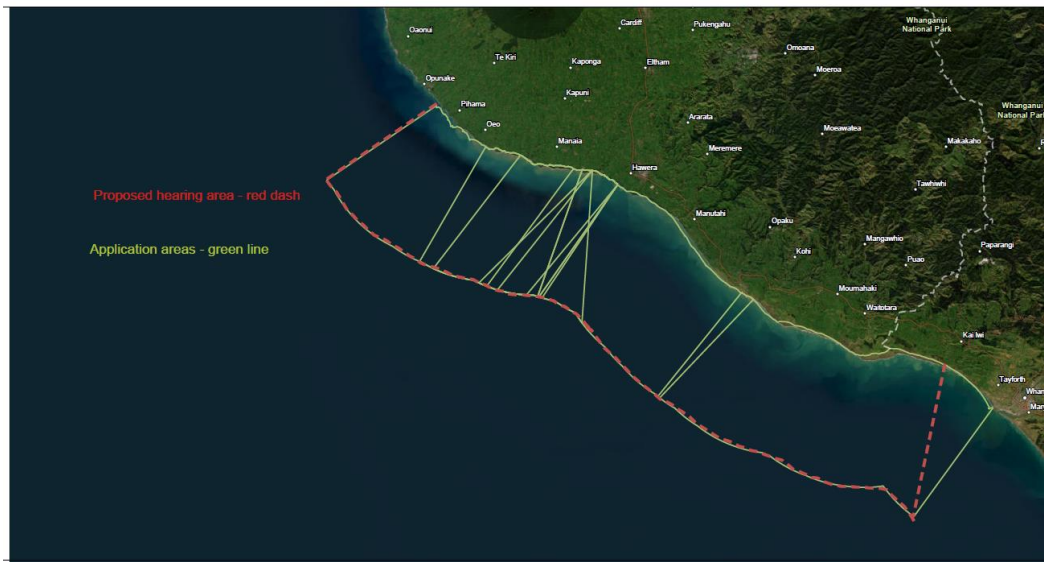 Cardiff
Pukengahu
Whanganui
National Park
Oaonui
Omoana
Te Kiri
Kaponga
Eltham
Moeroa
Opunake
Kapuni
Whanganui
National Park
Pihama
Ararata
Oeo
Moeawatea
Manaia
Meremere
Makakaho
Hawera
Tawhiwhi
Proposed hearing area - red dash
Manutahi
Opaku
Application areas - green line
Mangawhio
Paparangi
Kohi
Puao
Moumahaki
Waitotara
Kai Iwi
Tayforth
Whan